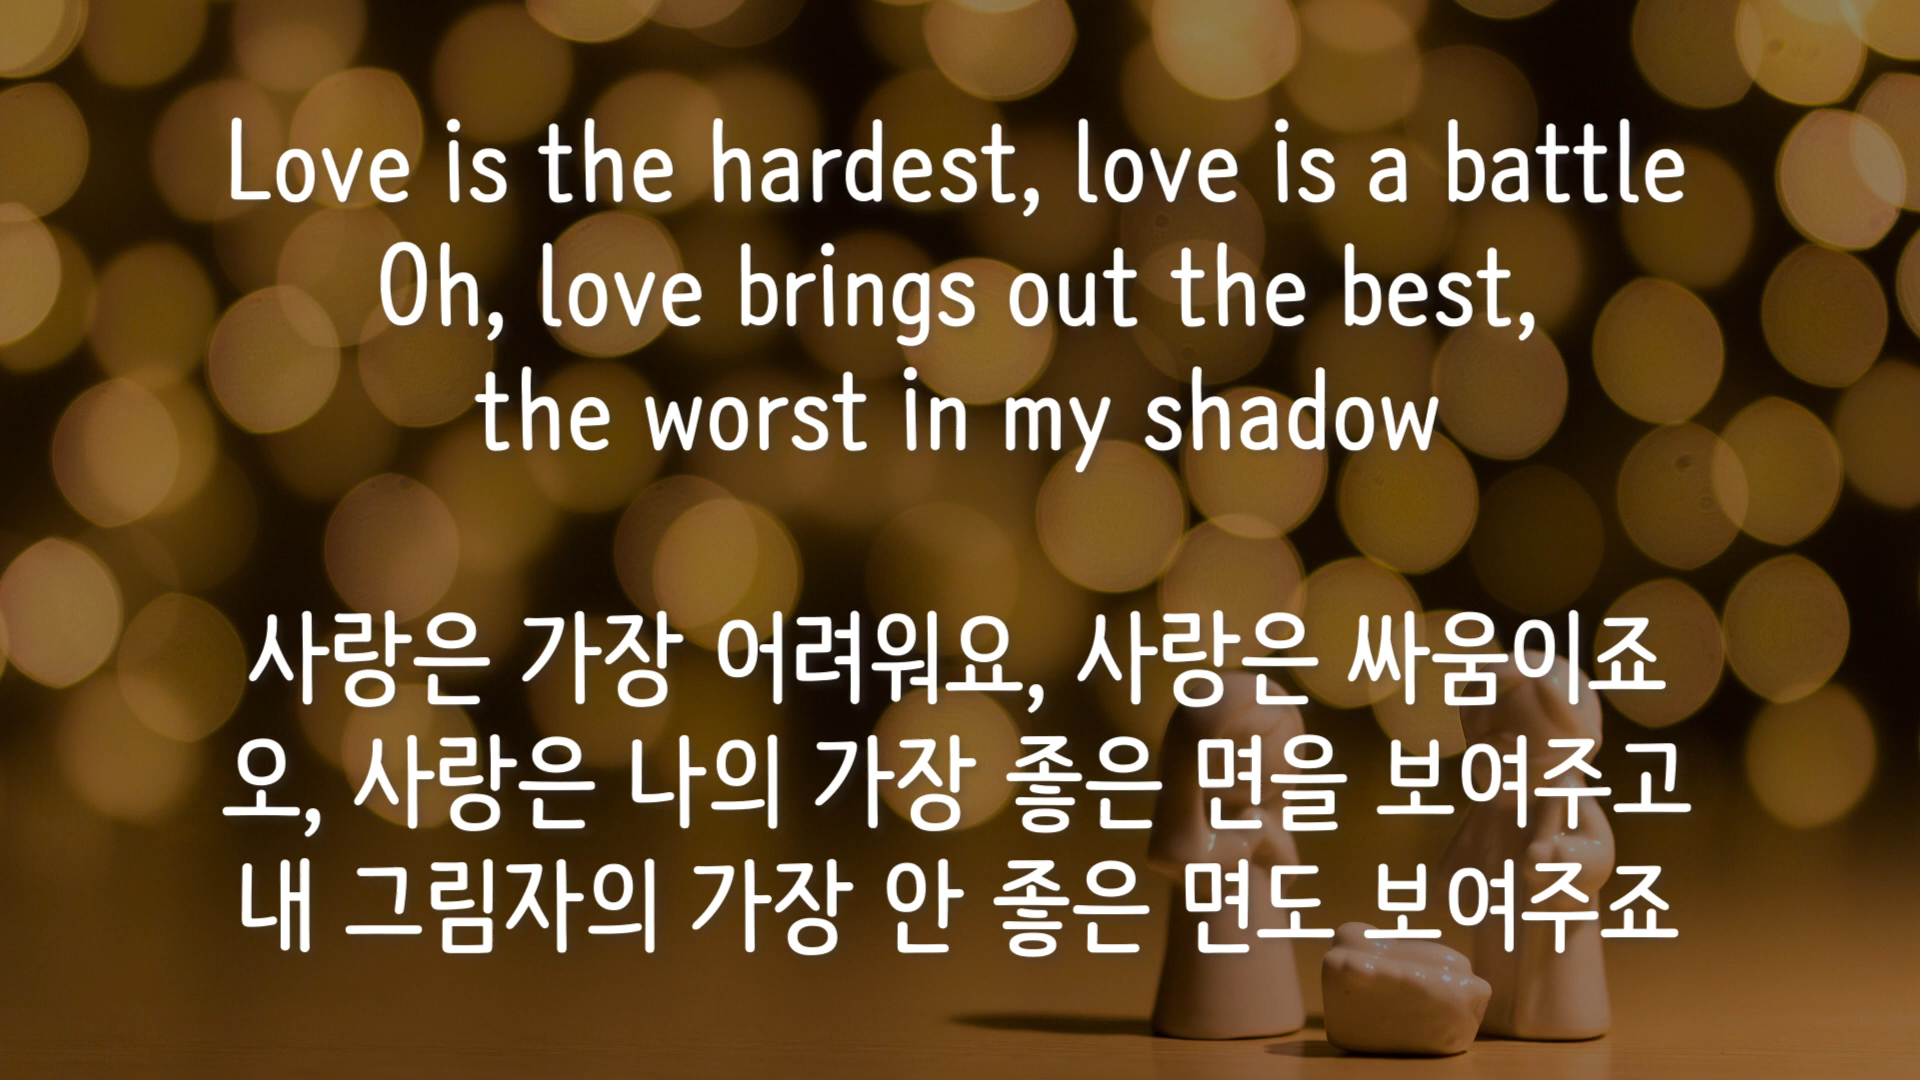 Love is the hardest, love is a battle
Oh, love brings out the best,
the worst in my shadow
사랑은 가장 어려워요, 사랑은 싸움이죠
오, 사랑은 나의 가장 좋은 면을 보여주고
내 그림자의 가장 안 좋은 면도 보여주죠